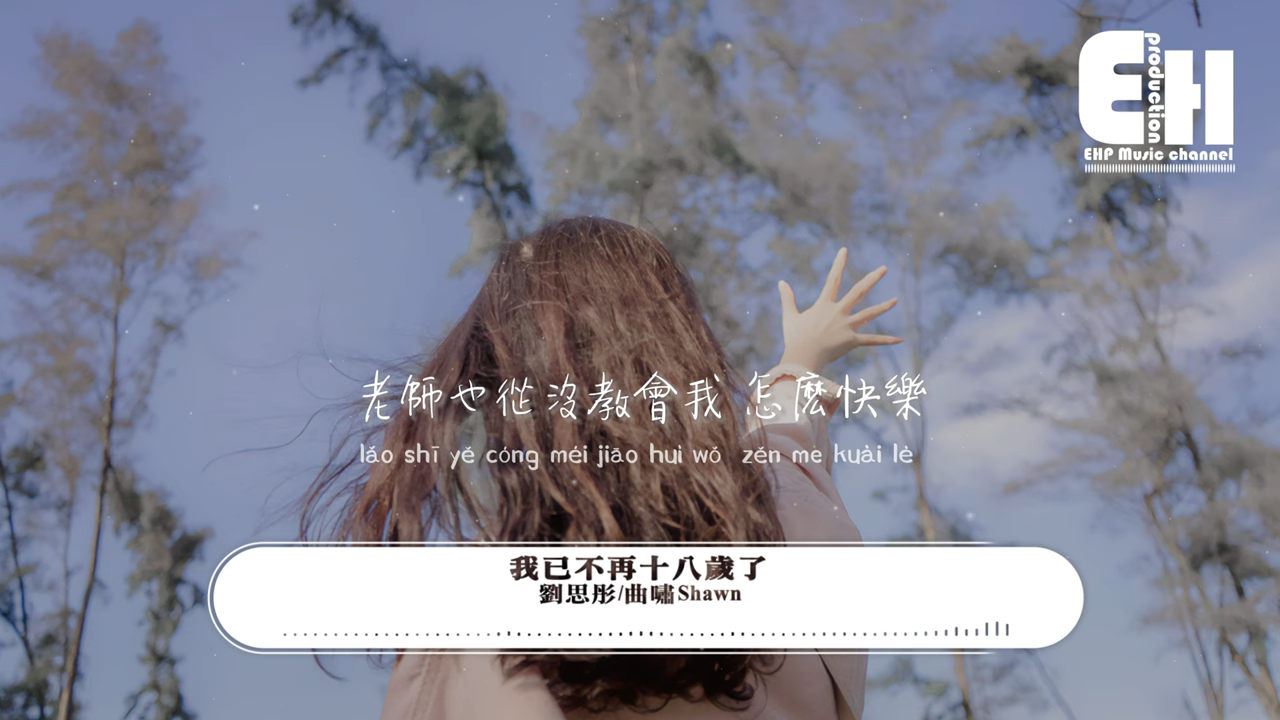 production
EH
EHP Music channel
老師也從沒教會我 怎麼快樂
lǎo shī yě cóng méi jiāo huì wǒ zěn me kuài lè
我已不再十八歲了
劉思彤/曲嘯Shawn